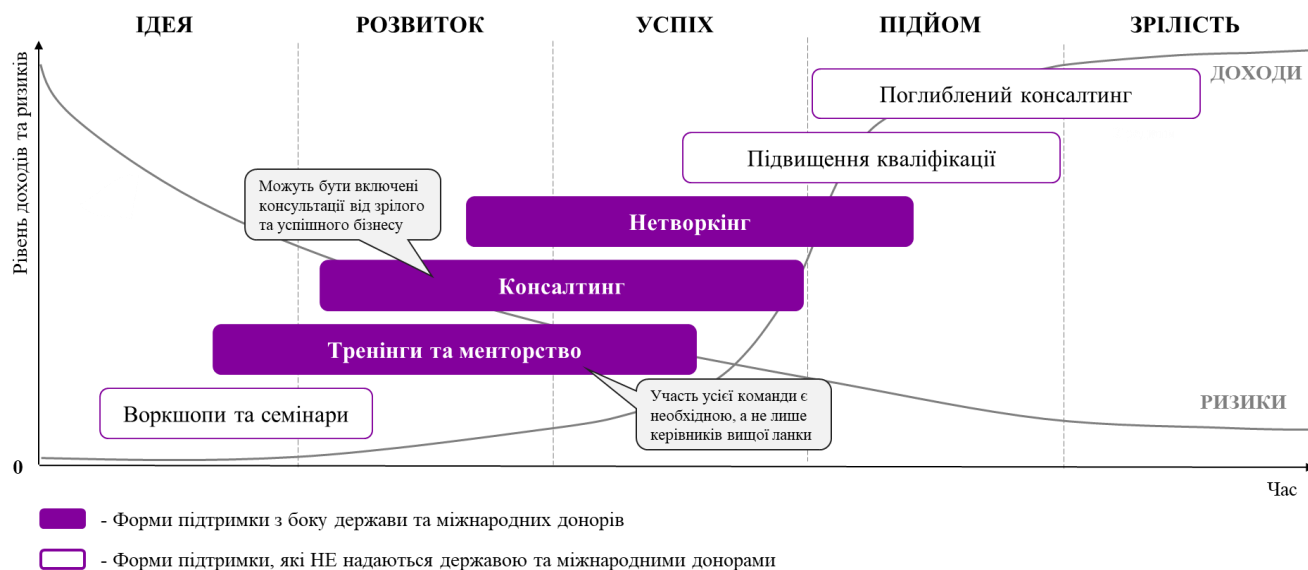 ІДЕЯ
РОЗВИТОК
УСПІХ
ПІДЙОМ
ЗРІЛІСТЬ
Рівень доходів та ризиків
ДОХОДИ
Поглиблений консалтинг
Підвищення кваліфікації
Можуть бути включені
консультації від зрілого
та успішного бізнесу
Нетворкінг
Консалтинг
Тренінги та менторство
Участь усієї команди є
необхідною, а не лише
керівників вищої ланки
Воркшопи та семінари
РИЗИКИ
0
Час
- Форми підтримки з боку держави та міжнародних донорів
- Форми підтримки, які НЕ надаються державою та міжнародними донорами